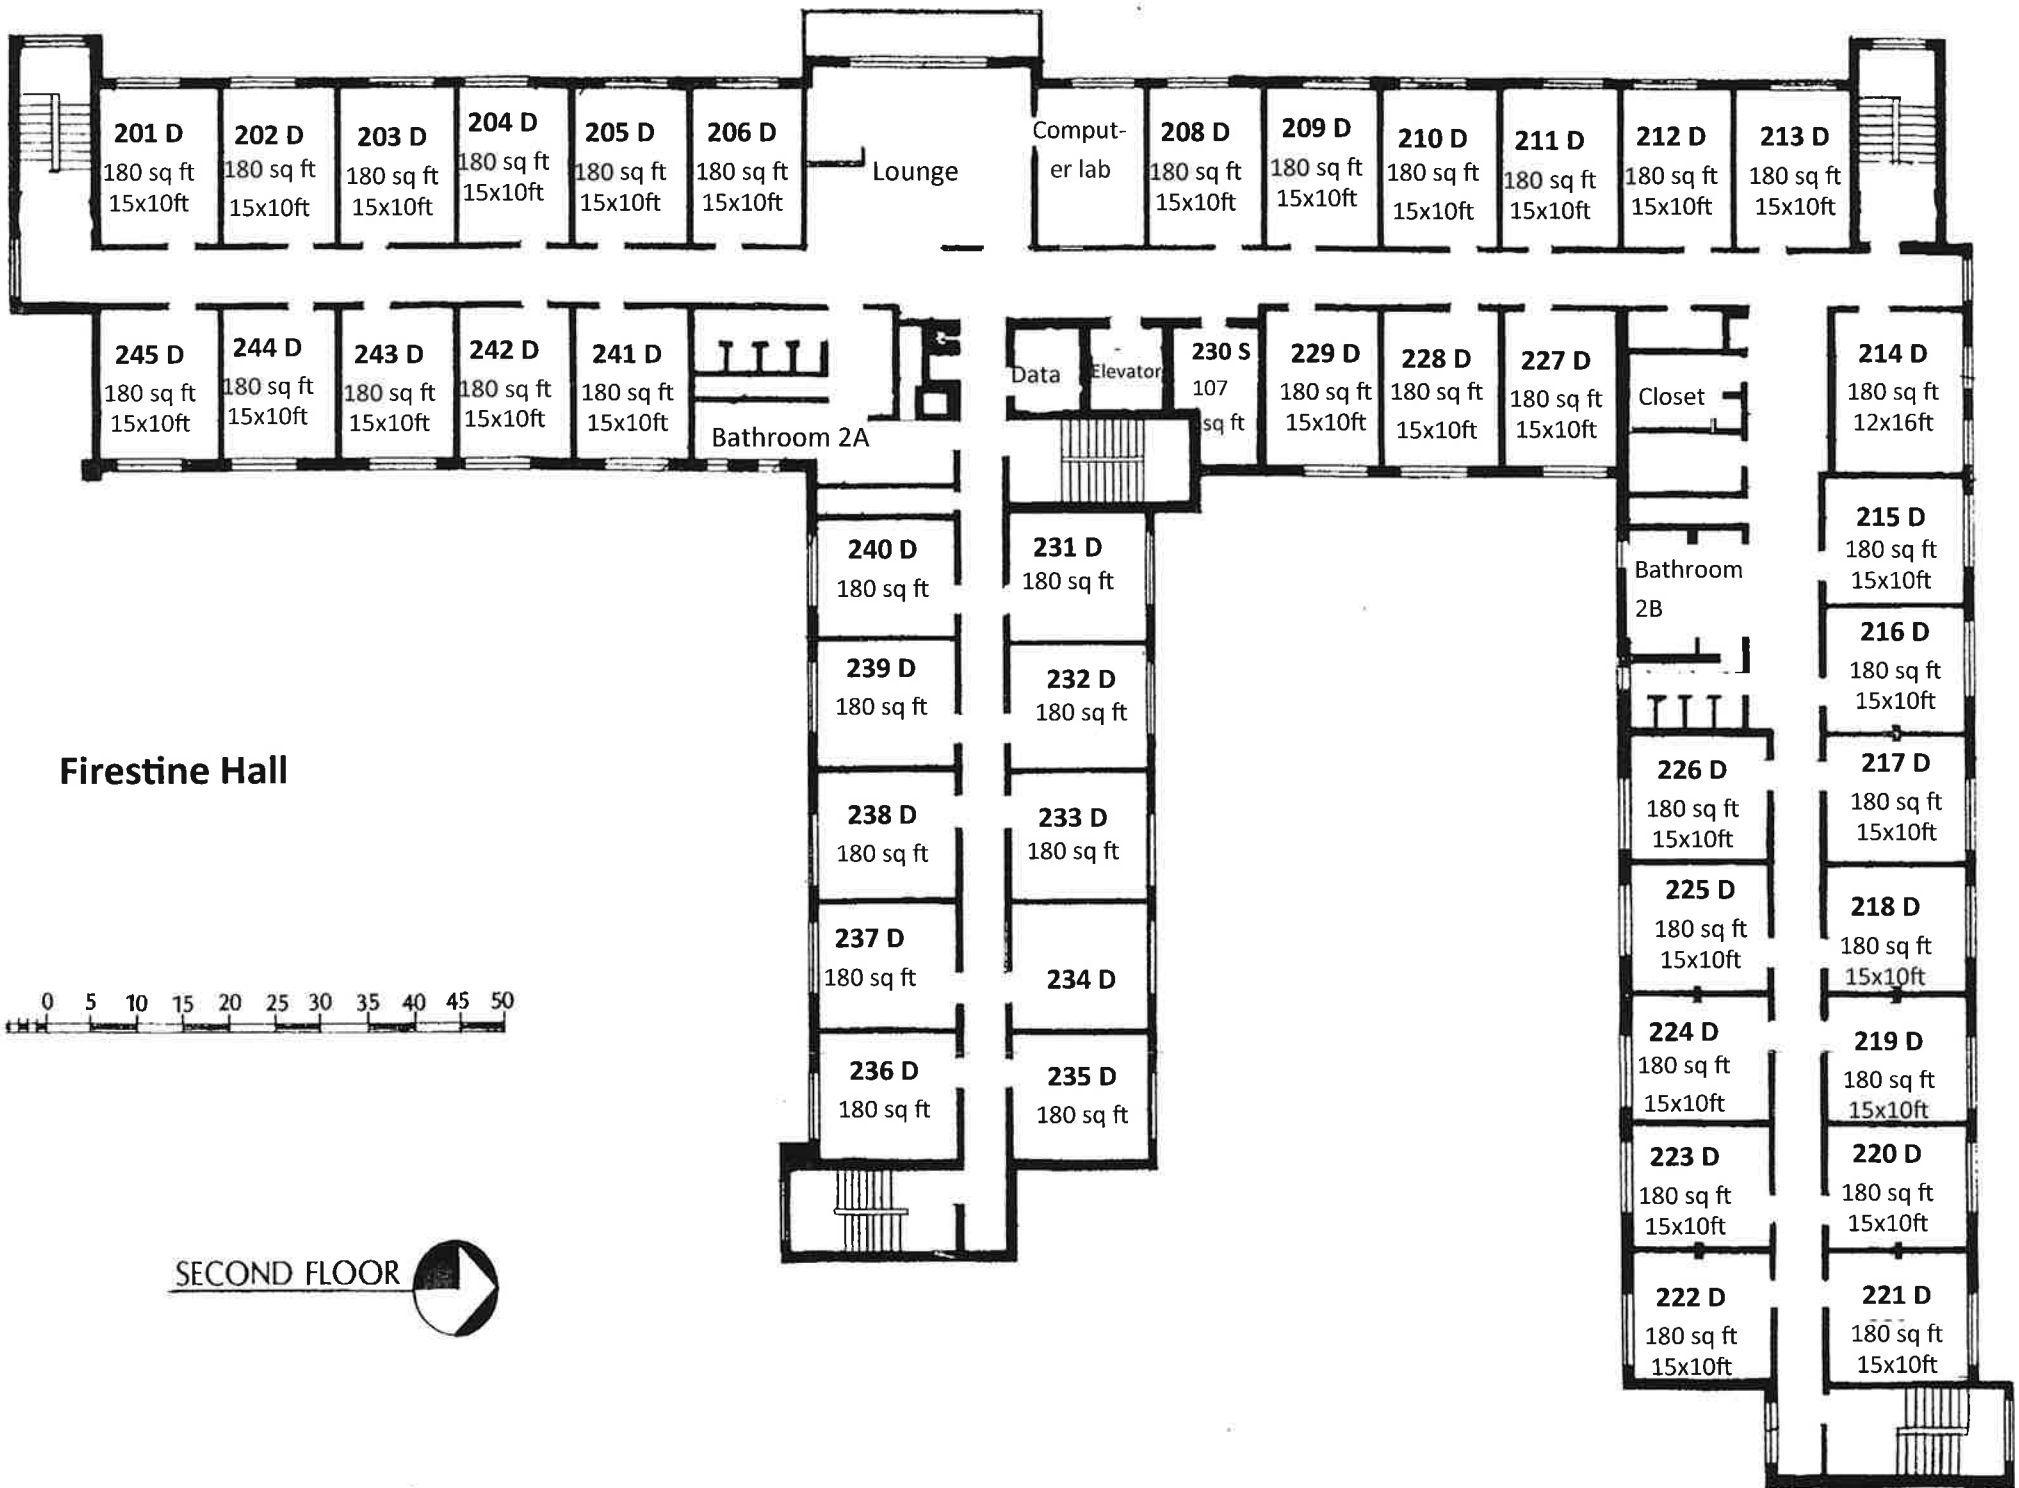 201 D
180 sq ft
15x10ft
202 D
180 sq ft
15x10ft
203 D
180 sq ft
15x10ft
204 D
180 sq ft
15x10ft
205 D
180 sq ft
15x10ft
206 D
180 sq ft
15x10ft
Lounge
Comput-
er lab
208 D
180 sq ft
15x10ft
209 D
180 sq ft
15x10ft
210 D
180 sq ft
15x10ft
211 D
180 sq ft
15x10ft
212 D
180 sq ft
15x10ft
213 D
180 sq ft
15x10ft
245 D
180 sq ft
15x10ft
244 D
180 sq ft
15x10ft
243 D
180 sq ft
15x10ft
242 D
180 sq ft
15x10ft
241 D
180 sq ft
15x10ft
Bathroom 2A
Data
Elevator
230 S
107
sq ft
229 D
180 sq ft
15x10ft
228 D
180 sq ft
15x10ft
227 D
180 sq ft
15x10ft
Closet
214 D
180 sq ft
12x16ft
215 D
180 sq ft
15x10ft
240 D
180 sq ft
231 D
180 sq ft
Bathroom
2B
216 D
180 sq ft
15x10ft
239 D
180 sq ft
232 D
180 sq ft
Firestine Hall
226 D
180 sq ft
15x10ft
217 D
180 sq ft
15x10ft
238 D
180 sq ft
233 D
180 sq ft
225 D
180 sq ft
15x10ft
218 D
180 sq ft
15x10ft
237 D
180 sq ft
234 D
0 5 10 15 20 25 30 35 40 45 50
224 D
180 sq ft
15x10ft
219 D
180 sq ft
15x10ft
236 D
180 sq ft
235 D
180 sq ft
223 D
180 sq ft
15x10ft
220 D
180 sq ft
15x10ft
SECOND FLOOR
222 D
180 sq ft
15x10ft
221 D
180 sq ft
15x10ft